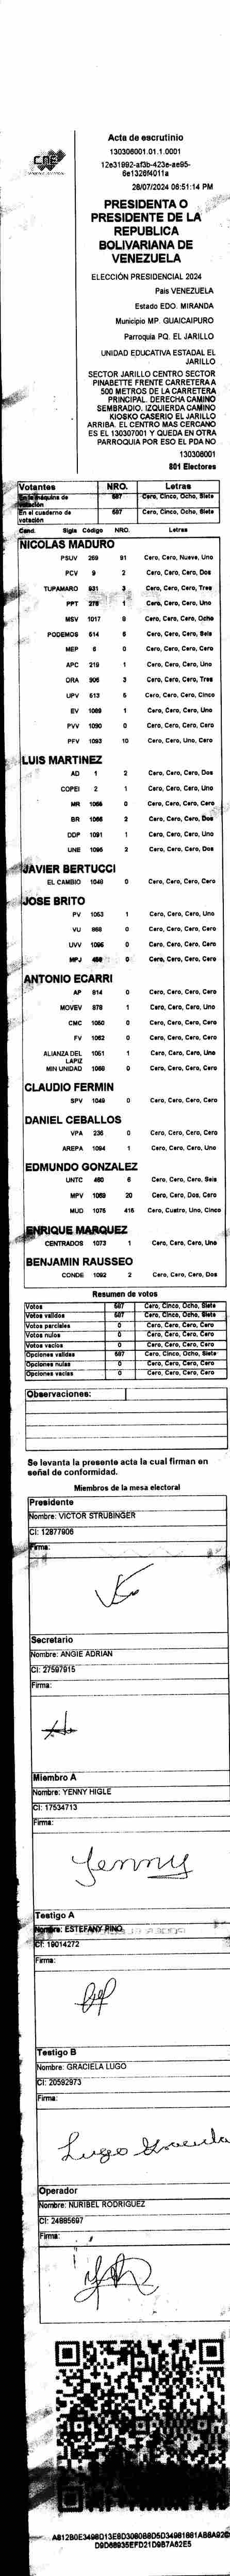 CNE
Acta de escrutinio
130308001.01.1.0001
12e31992-af3b-423e-ae95-
6e1326f4011a
28/07/2024 06:51:14 PM
PRESIDENTA O
PRESIDENTE DE LA
REPUBLICA
BOLIVARIANA DE
VENEZUELA
ELECCIÓN PRESIDENCIAL 2024
País VENEZUELA
Estado EDO. MIRANDA
Municipio MP. GUAICAIPURO
Parroquia PQ. EL JARILLO
UNIDAD EDUCATIVA ESTADAL EL
JARILLO
SECTOR JARILLO CENTRO SECTOR
PINABETTE FRENTE CARRETERA A
500 METROS DE LA CARRETERA
PRINCIPAL. DERECHA CAMINO
SEMBRADIO. IZQUIERDA CAMINO
KIOSKO CASERIO EL JARILLO
ARRIBA. EL CENTRO MAS CERCANO
ES EL 130307001 Y QUEDA EN OTRA
PARROQUIA POR ESO EL PDA NO
130308001
801 Electores
Votantes NRO. Letras
En la máquina de votación 587 Cero, Cinco, Ocho, Siete
En el cuaderno de votación 587 Cero, Cinco, Ocho, Siete
Cand. Sigla Código NRO. Letras
NICOLAS MADURO
PSUV 269 91 Cero, Cero, Nueve, Uno
PCV 9 2 Cero, Cero, Cero, Dos
TUPAMARO 931 3 Cero, Cero, Cero, Tres
PPT 275 1 Cero, Cero, Cero, Uno
MSV 1017 8 Cero, Cero, Cero, Ocho
PODEMOS 514 6 Cero, Cero, Cero, Seis
MEP 6 0 Cero, Cero, Cero, Cero
APC 219 1 Cero, Cero, Cero, Uno
ORA 906 3 Cero, Cero, Cero, Tres
UPV 613 5 Cero, Cero, Cero, Cinco
EV 1089 1 Cero, Cero, Cero, Uno
PVV 1090 0 Cero, Cero, Cero, Cero
PFV 1093 10 Cero, Cero, Uno, Cero
LUIS MARTINEZ
AD 1 2 Cero, Cero, Cero, Dos
COPEI 2 1 Cero, Cero, Cero, Uno
MR 1066 0 Cero, Cero, Cero, Cero
BR 1068 2 Cero, Cero, Cero, Dos
DDP 1091 1 Cero, Cero, Cero, Uno
UNE 1095 2 Cero, Cero, Cero, Dos
JAVIER BERTUCCI
EL CAMBIO 1048 0 Cero, Cero, Cero, Cero
JOSE BRITO
PV 1053 1 Cero, Cero, Cero, Uno
VU 868 0 Cero, Cero, Cero, Cero
UVV 1096 0 Cero, Cero, Cero, Cero
MPJ 0 Cero, Cero, Cero, Cero
ANTONIO ECARRI
AP 814 0 Cero, Cero, Cero, Cero
MOVEV 878 1 Cero, Cero, Cero, Uno
CMC 1050 0 Cero, Cero, Cero, Cero
FV 1062 0 Cero, Cero, Cero, Cero
ALIANZA DEL LAPIZ 1051 1 Cero, Cero, Cero, Uno
MIN UNIDAD 1069 0 Cero, Cero, Cero, Cero
CLAUDIO FERMIN
SPV 1049 0 Cero, Cero, Cero, Cero
DANIEL CEBALLOS
VPA 236 0 Cero, Cero, Cero, Cero
AREPA 1094 1 Cero, Cero, Cero, Uno
EDMUNDO GONZALEZ
UNTC 460 6 Cero, Cero, Cero, Seis
MPV 1089 20 Cero, Cero, Dos, Cero
MUD 1075 415 Cero, Cuatro, Uno, Cinco
ENRIQUE MARQUEZ
CENTRADOS 1073 1 Cero, Cero, Cero, Uno
BENJAMIN RAUSSEO
CONDE 1092 2 Cero, Cero, Cero, Dos
Resumen de votos
Votos 587 Cero, Cinco, Ocho, Siete
Votos validos 587 Cero, Cinco, Ocho, Siete
Votos parciales 0 Cero, Cero, Cero, Cero
Votos nulos 0 Cero, Cero, Cero, Cero
Votos vacios 0 Cero, Cero, Cero, Cero
Opciones validas 587 Cero, Cinco, Ocho, Siete
Opciones nulas 0 Cero, Cero, Cero, Cero
Opciones vacias 0 Cero, Cero, Cero, Cero
Observaciones:
Se levanta la presente acta la cual firman en
señal de conformidad.
Miembros de la mesa electoral
Presidente
Nombre: VICTOR STRUBINGER
CI: 12877906
Firma:
Secretario
Nombre: ANGIE ADRIAN
CI: 27597915
Firma:
Miembro A
Nombre: YENNY HIGLE
CI: 17534713
Firma:
Yenny
Testigo A
Nombre: ESTEFANY PINO
CI: 19014272
Firma:
Testigo B
Nombre: GRACIELA LUGO
CI: 20592973
Firma:
Lugo Graciela
Operador
Nombre: NURIBEL RODRIGUEZ
CI: 24885697
Firma: